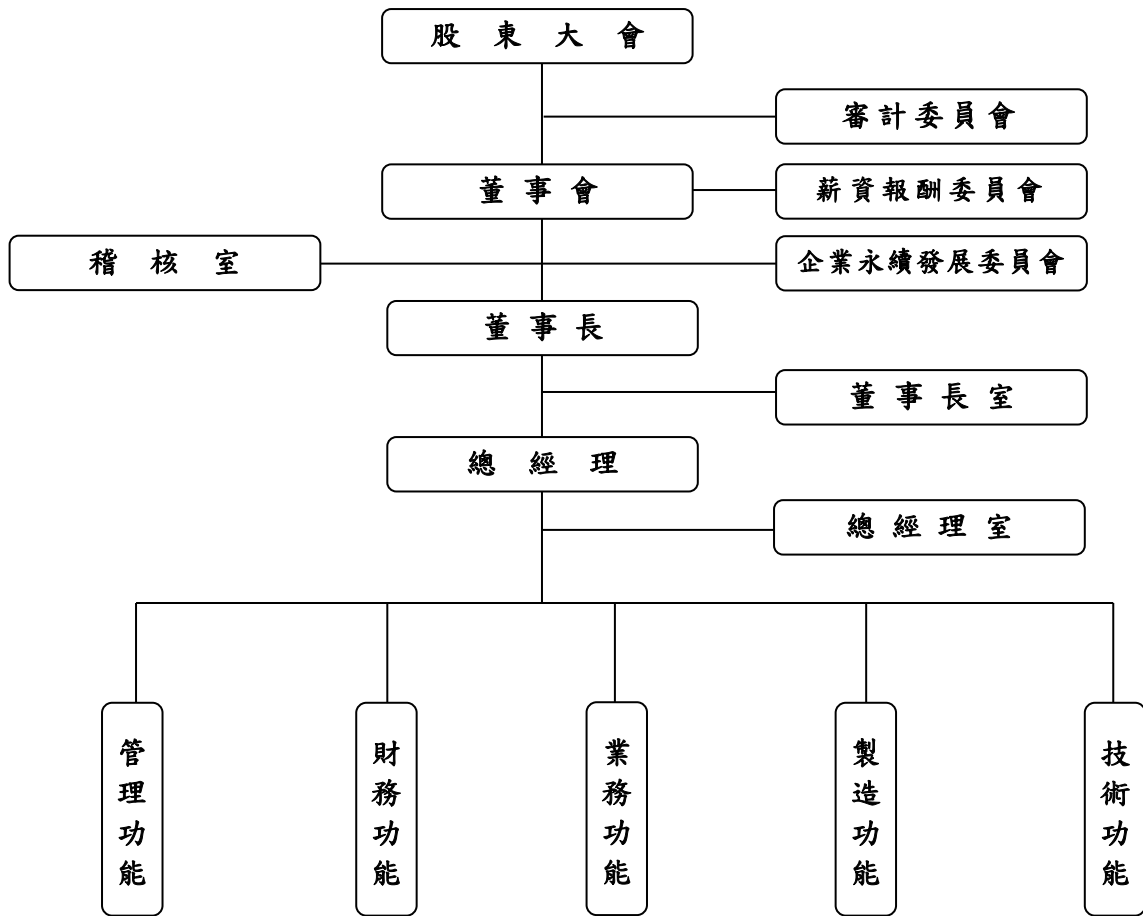 股東大會
審計委員會
董事會
薪資報酬委員會
稽核室
企業永續發展委員會
董事長
董事長室
總經理
總經理室
管理功能
財務功能
業務功能
製造功能
技術功能